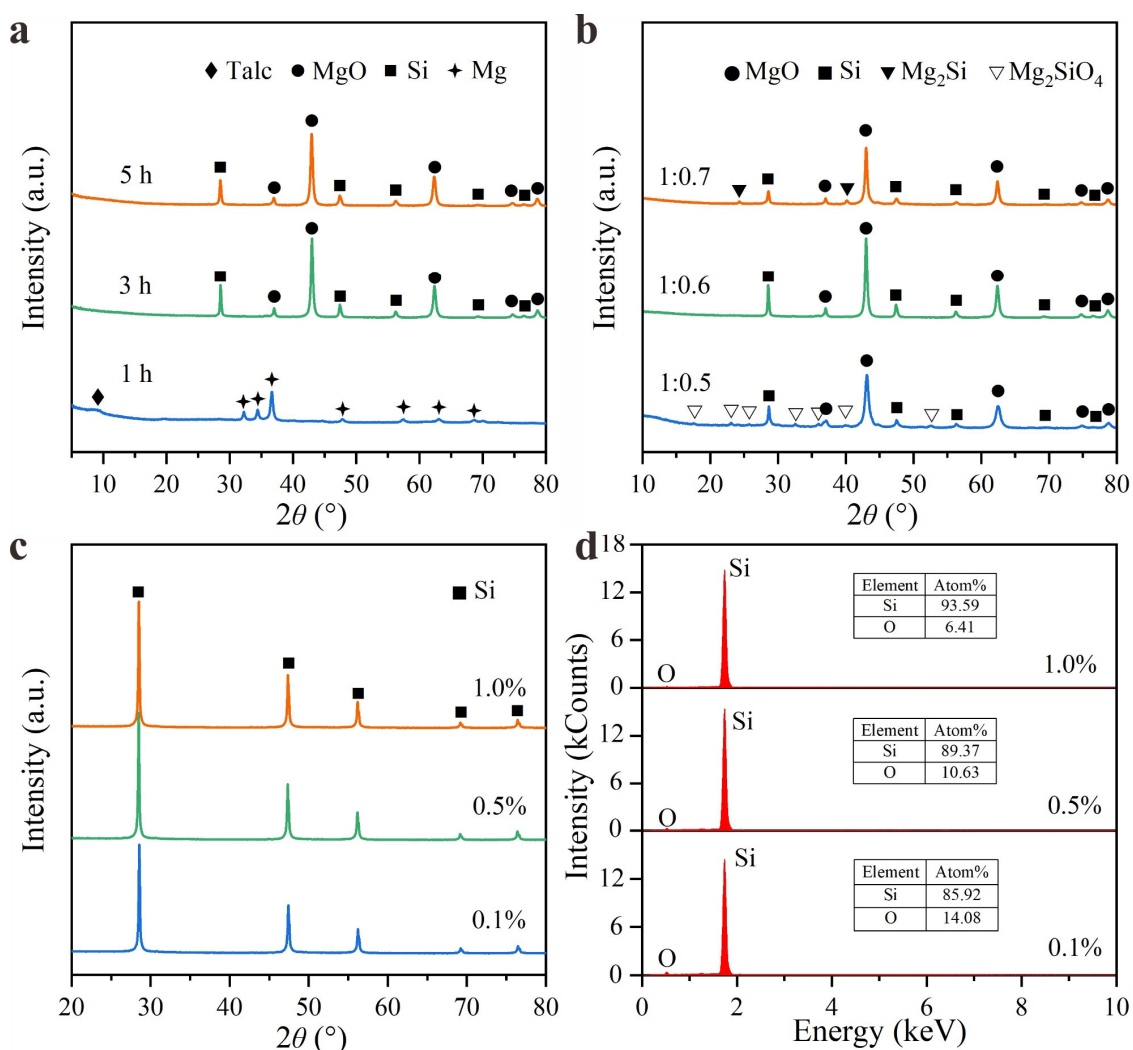 a
◆ Talc ● MgO ■ Si ✦ Mg
5 h
3 h
1 h
Intensity (a.u.)
10 20 30 40 50 60 70 80
2θ (°)
b
● MgO ■ Si ▼ Mg₂Si ▽ Mg₂SiO₄
1:0.7
1:0.6
1:0.5
Intensity (a.u.)
10 20 30 40 50 60 70 80
2θ (°)
c
■ Si
1.0%
0.5%
0.1%
Intensity (a.u.)
20 30 40 50 60 70 80
2θ (°)
d
18
12
6
0
Si
O
Element Atom%
Si 93.59
O 6.41
1.0%
12
6
0
Si
O
Element Atom%
Si 89.37
O 10.63
0.5%
12
6
0
Si
O
Element Atom%
Si 85.92
O 14.08
0.1%
Intensity (kCounts)
0 2 4 6 8 10
Energy (keV)